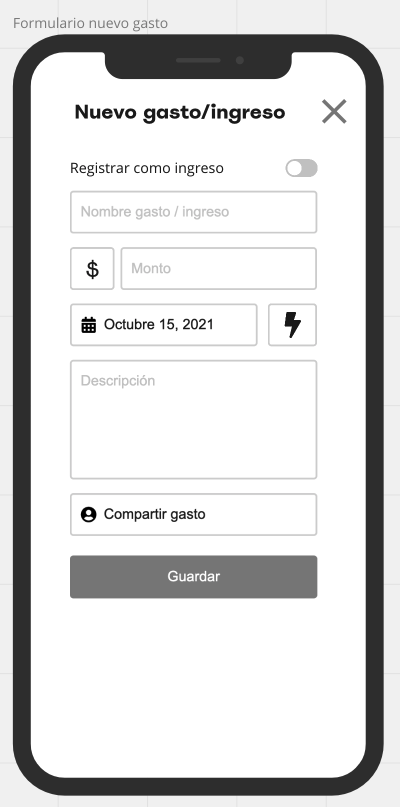 Formulario nuevo gasto
Nuevo gasto/ingreso
Registrar como ingreso
Nombre gasto / ingreso
$ Monto
Octubre 15, 2021
Descripción
Compartir gasto
Guardar